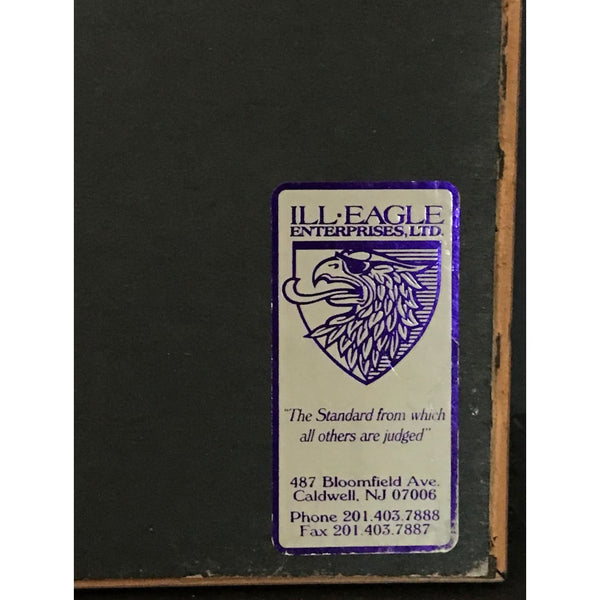 ILL·EAGLE
ENTERPRISES, LTD.
"The Standard from which
all others are judged"
487 Bloomfield Ave.
Caldwell, NJ 07006
Phone 201.403.7888
Fax 201.403.7887